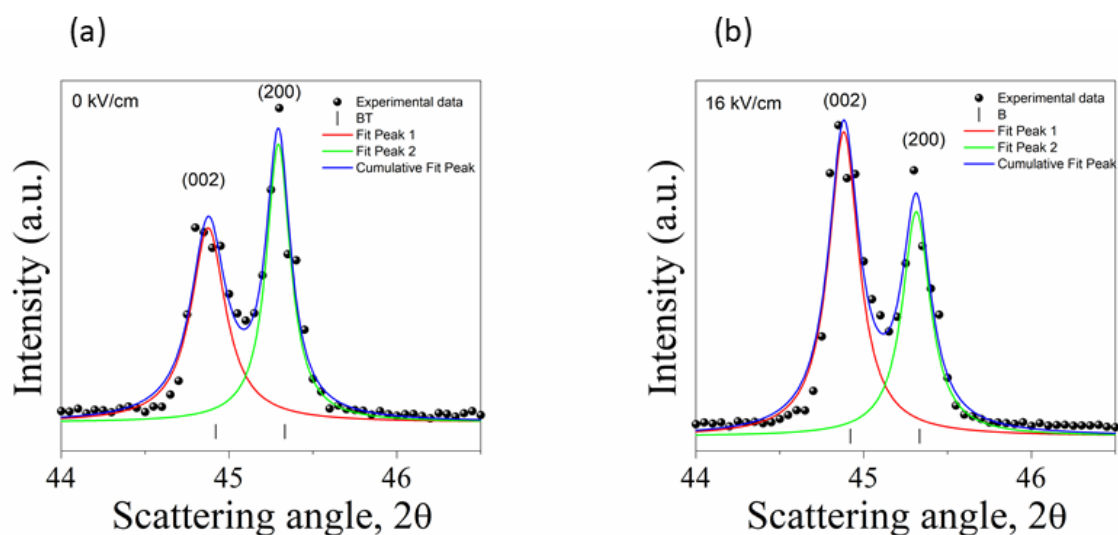 (a)
0 kV/cm
(002)
(200)
Experimental data
BT
Fit Peak 1
Fit Peak 2
Cumulative Fit Peak
Intensity (a.u.)
44 45 46
Scattering angle, 2θ
(b)
16 kV/cm
(002)
(200)
Experimental data
B
Fit Peak 1
Fit Peak 2
Cumulative Fit Peak
Intensity (a.u.)
44 45 46
Scattering angle, 2θ